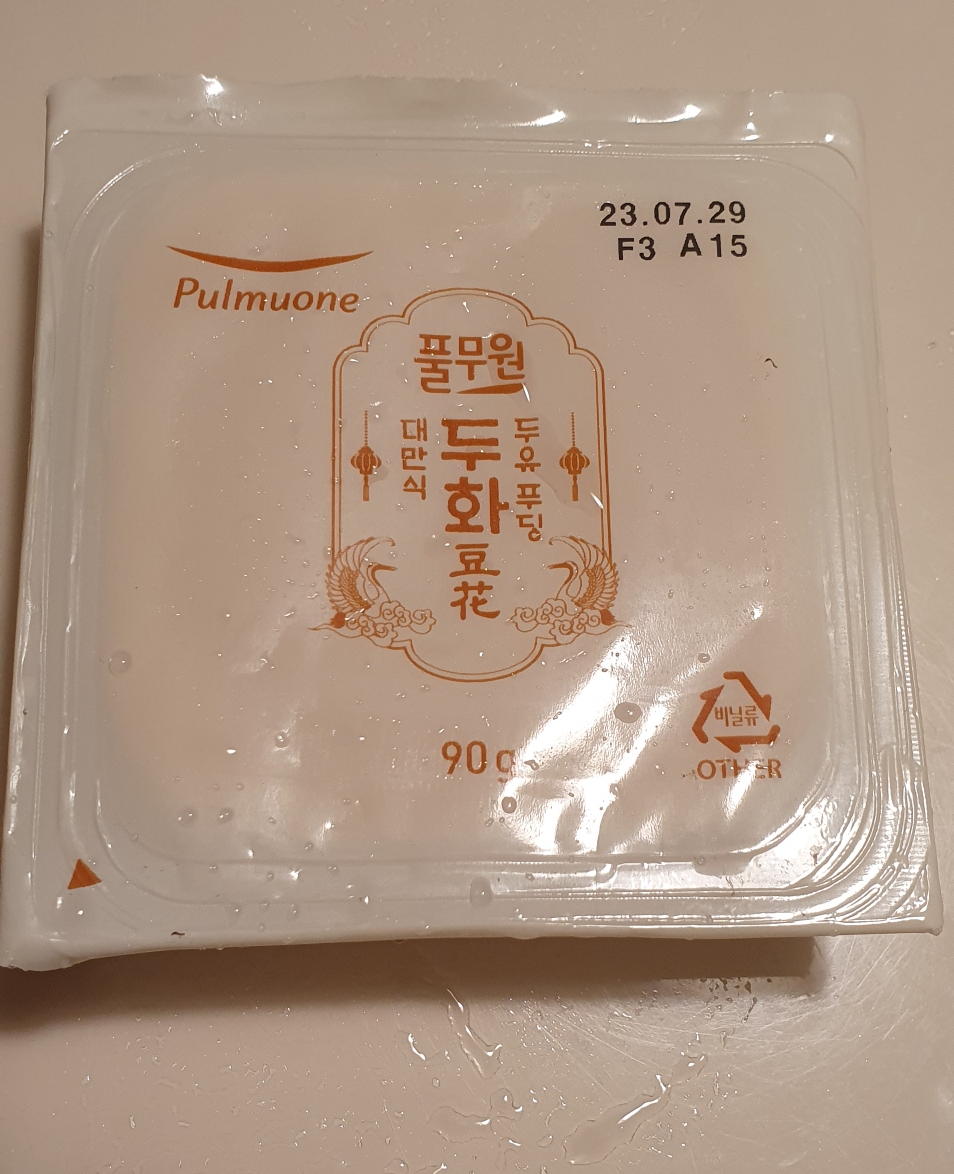 23.07.29
F3 A15
Pulmuone
풀무원
두유 푸딩
두화
豆花
대만식
90 g
비닐류
OTHER